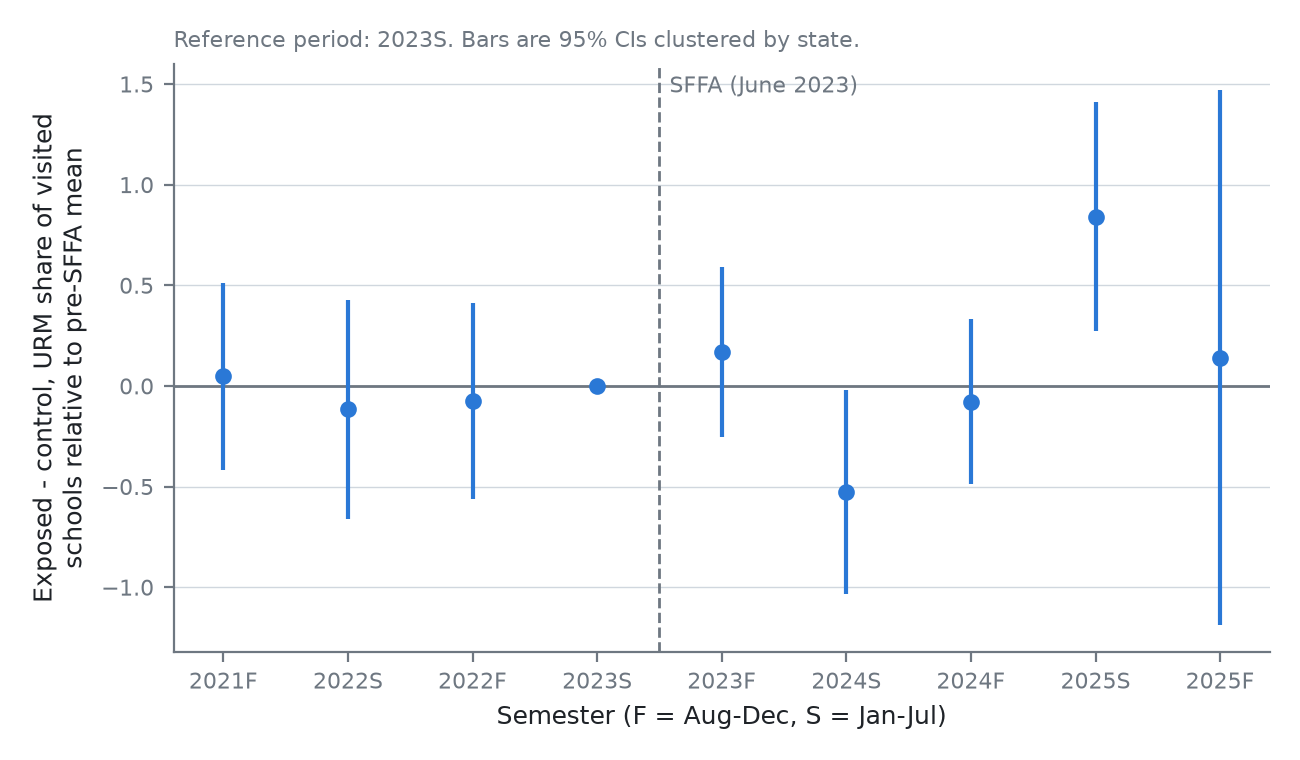 Reference period: 2023S. Bars are 95% CIs clustered by state.
SFFA (June 2023)
Exposed - control, URM share of visited
schools relative to pre-SFFA mean
1.5
1.0
0.5
0.0
−0.5
−1.0
2021F 2022S 2022F 2023S 2023F 2024S 2024F 2025S 2025F
Semester (F = Aug-Dec, S = Jan-Jul)